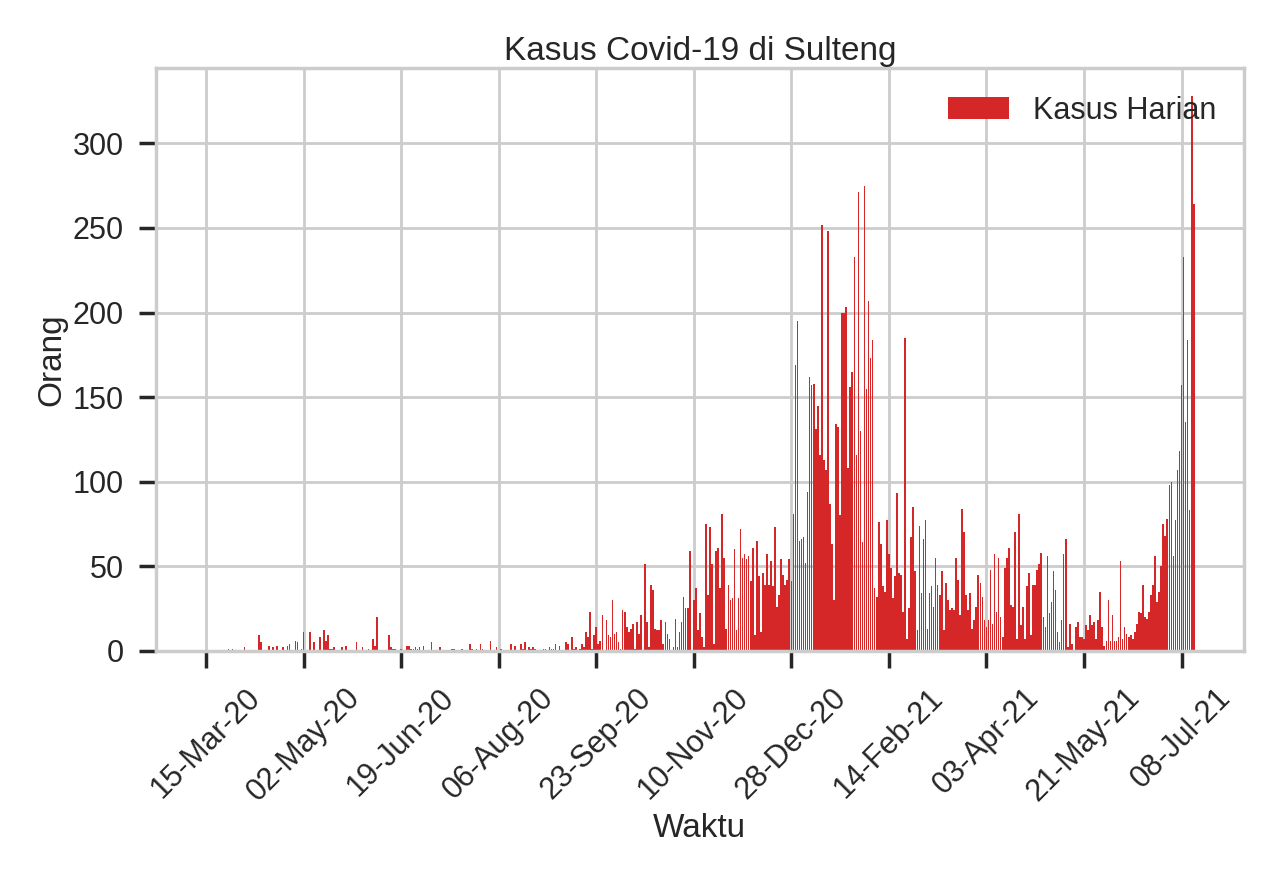 Kasus Covid-19 di Sulteng
Kasus Harian
300
250
200
150
100
50
0
Orang
15-Mar-20
02-May-20
19-Jun-20
06-Aug-20
23-Sep-20
10-Nov-20
28-Dec-20
14-Feb-21
03-Apr-21
21-May-21
08-Jul-21
Waktu